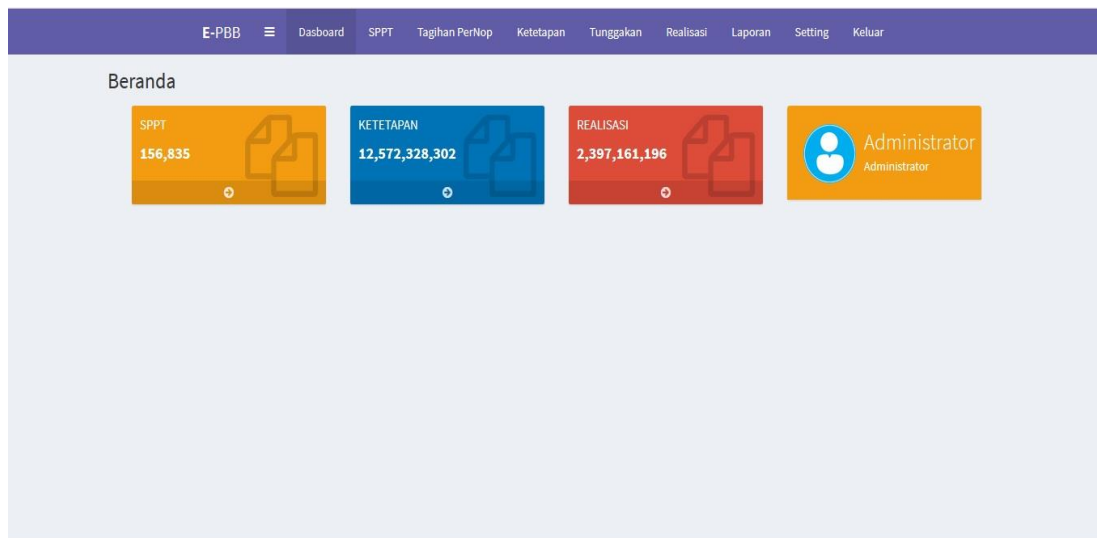 E-PBB Dasboard SPPT Tagihan PerNop Ketetapan Tunggakan Realisasi Laporan Setting Keluar
Beranda
SPPT
156,835
KETETAPAN
12,572,328,302
REALISASI
2,397,161,196
Administrator
Administrator